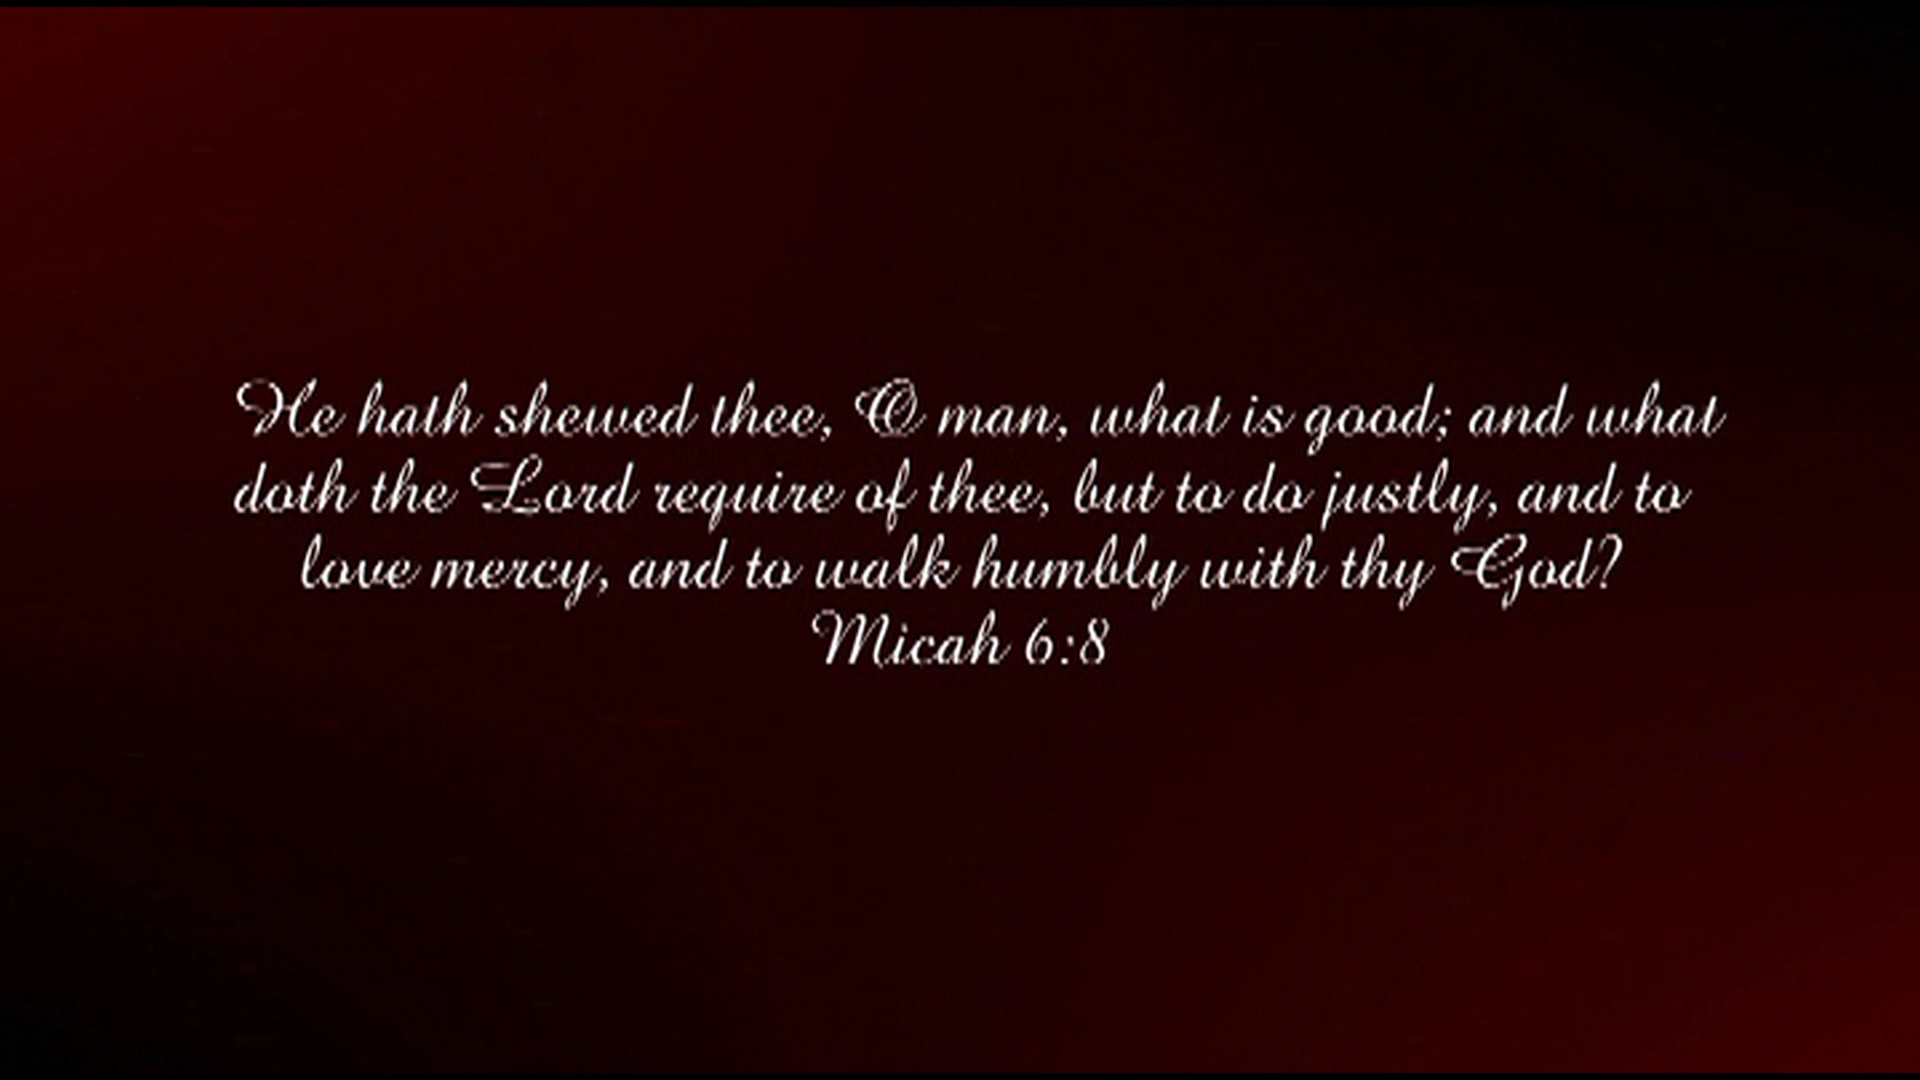 He hath shewed thee, O man, what is good; and what
doth the Lord require of thee, but to do justly, and to
love mercy, and to walk humbly with thy God?
Micah 6:8